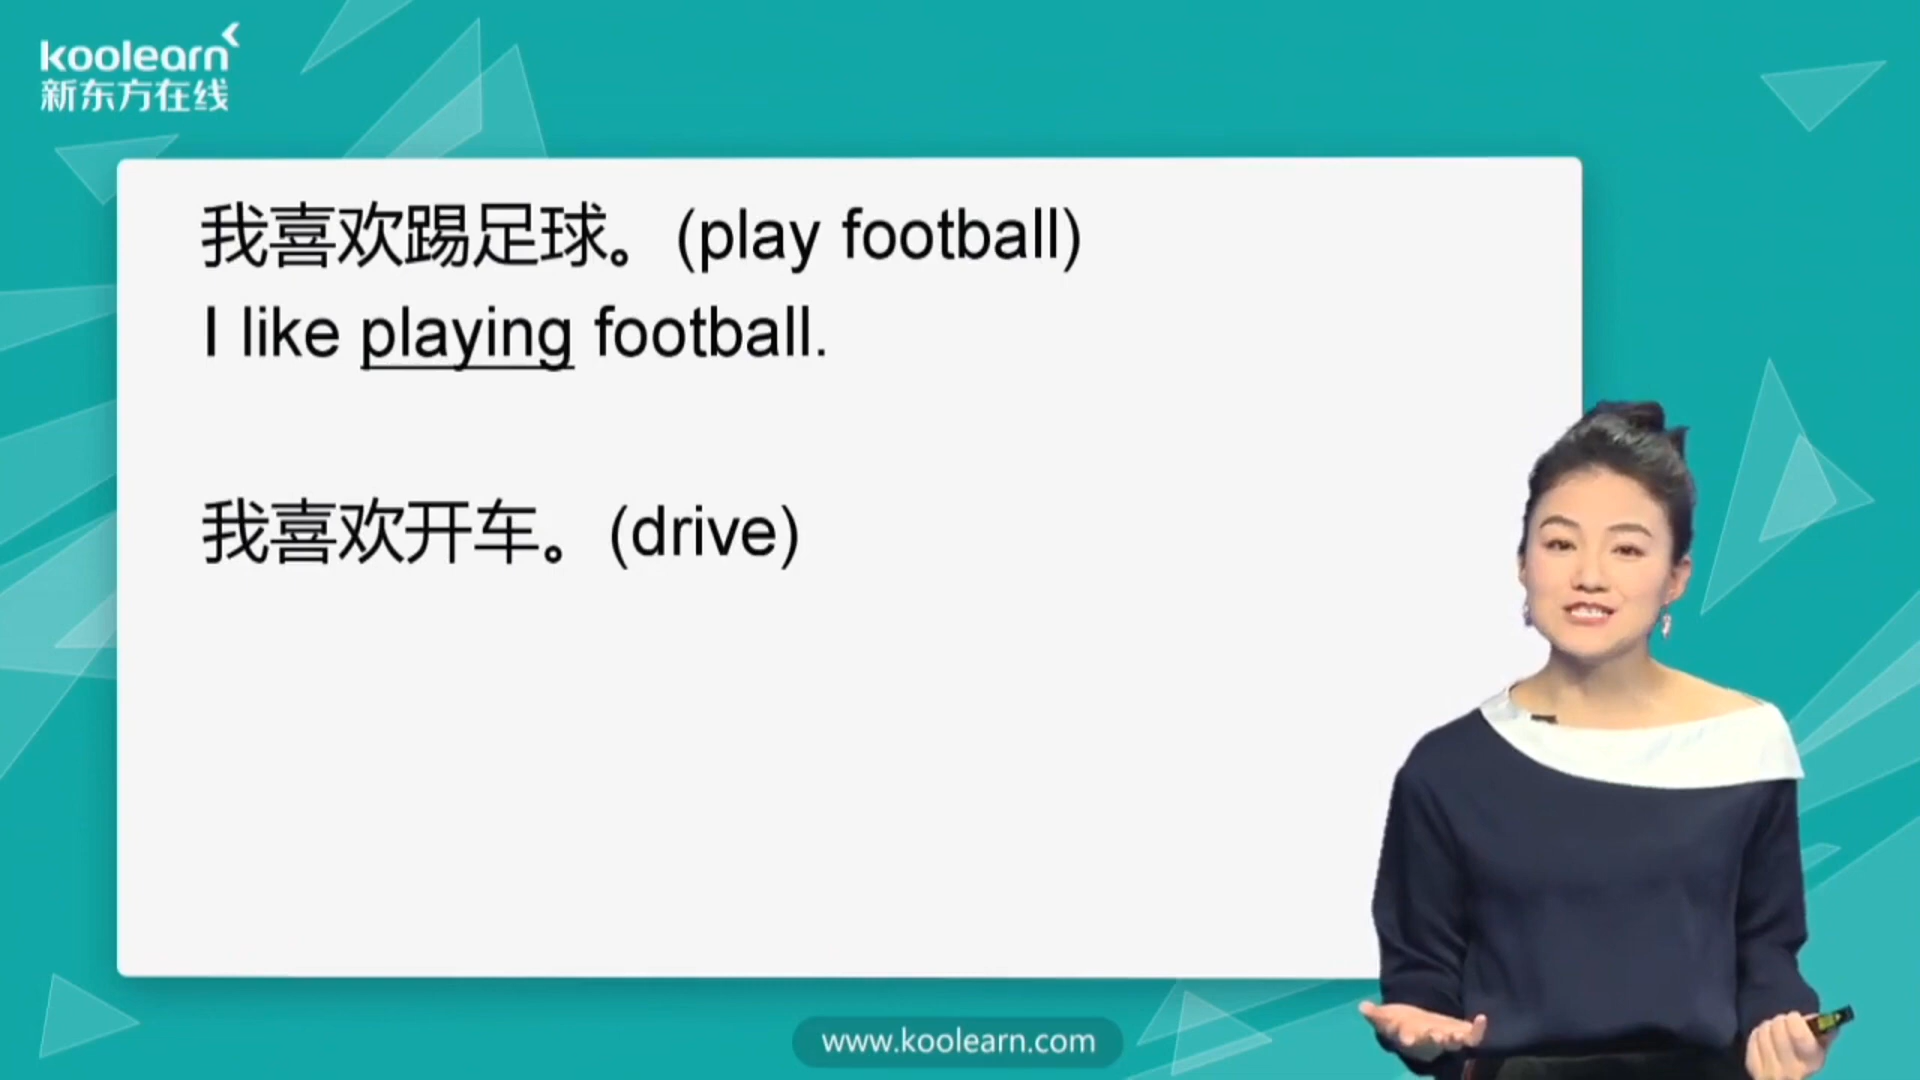 koolearn
新东方在线
我喜欢踢足球。(play football)
I like playing football.
我喜欢开车。(drive)
www.koolearn.com